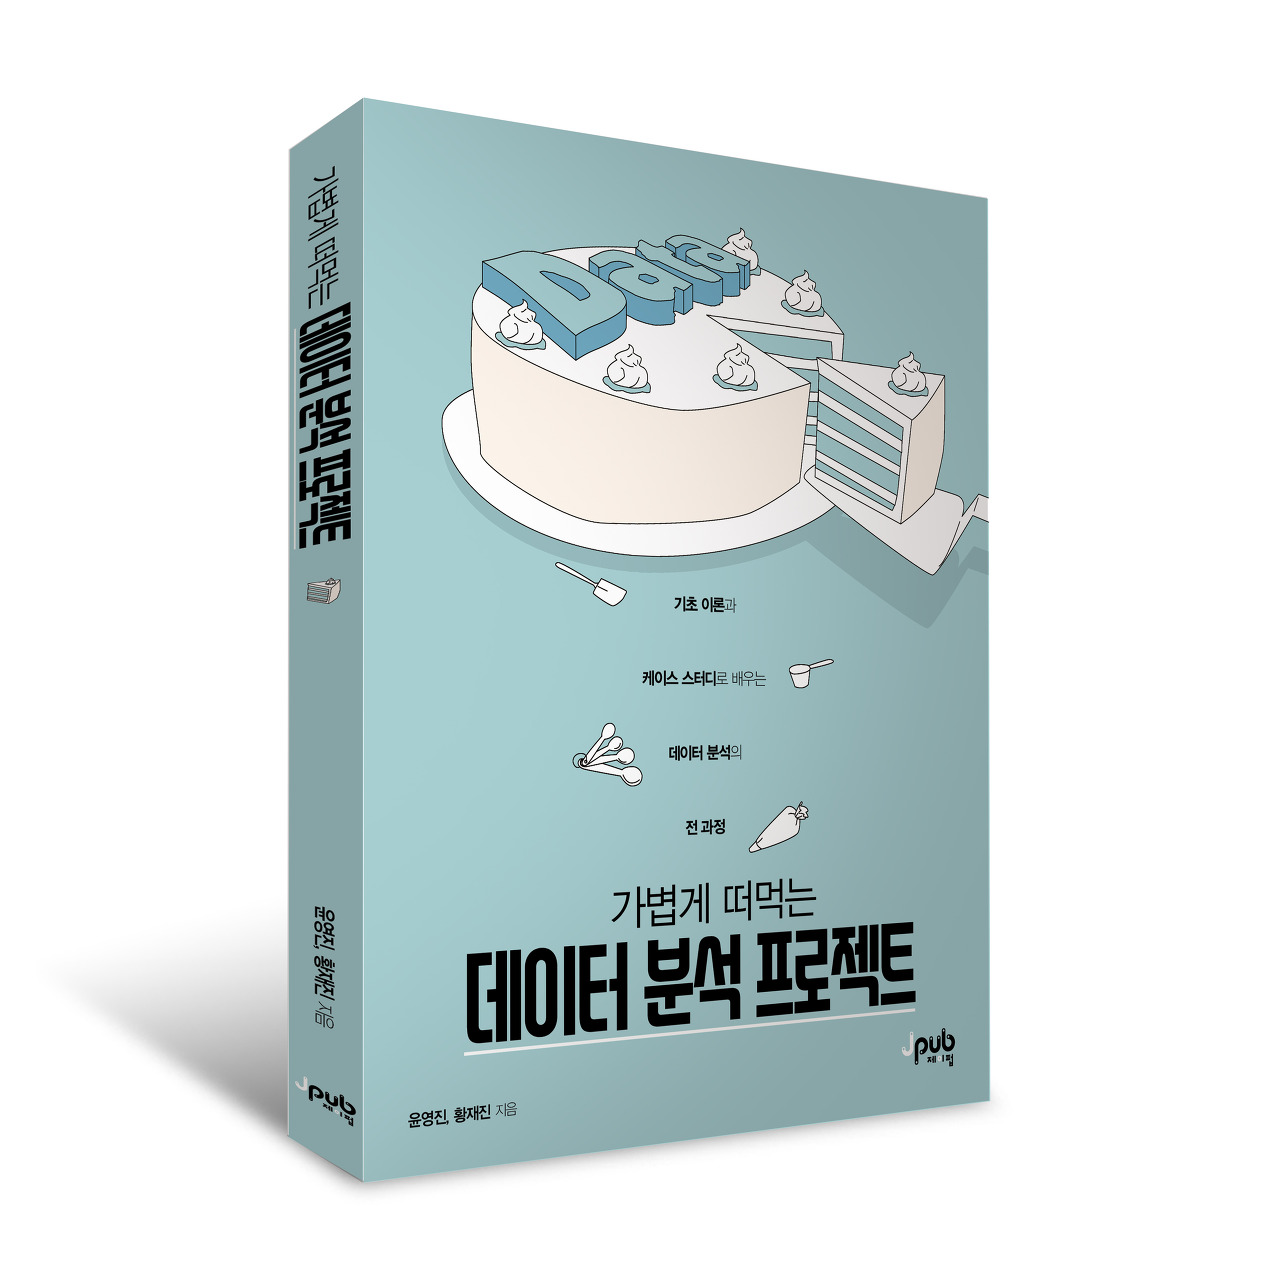 가볍게 떠먹는 데이터 분석 프로젝트
윤영진, 황재진 지음
Jpub
제이펍
Data
기초 이론과
케이스 스터디로 배우는
데이터 분석의
전 과정
가볍게 떠먹는
데이터 분석 프로젝트
Jpub
제이펍
윤영진, 황재진 지음